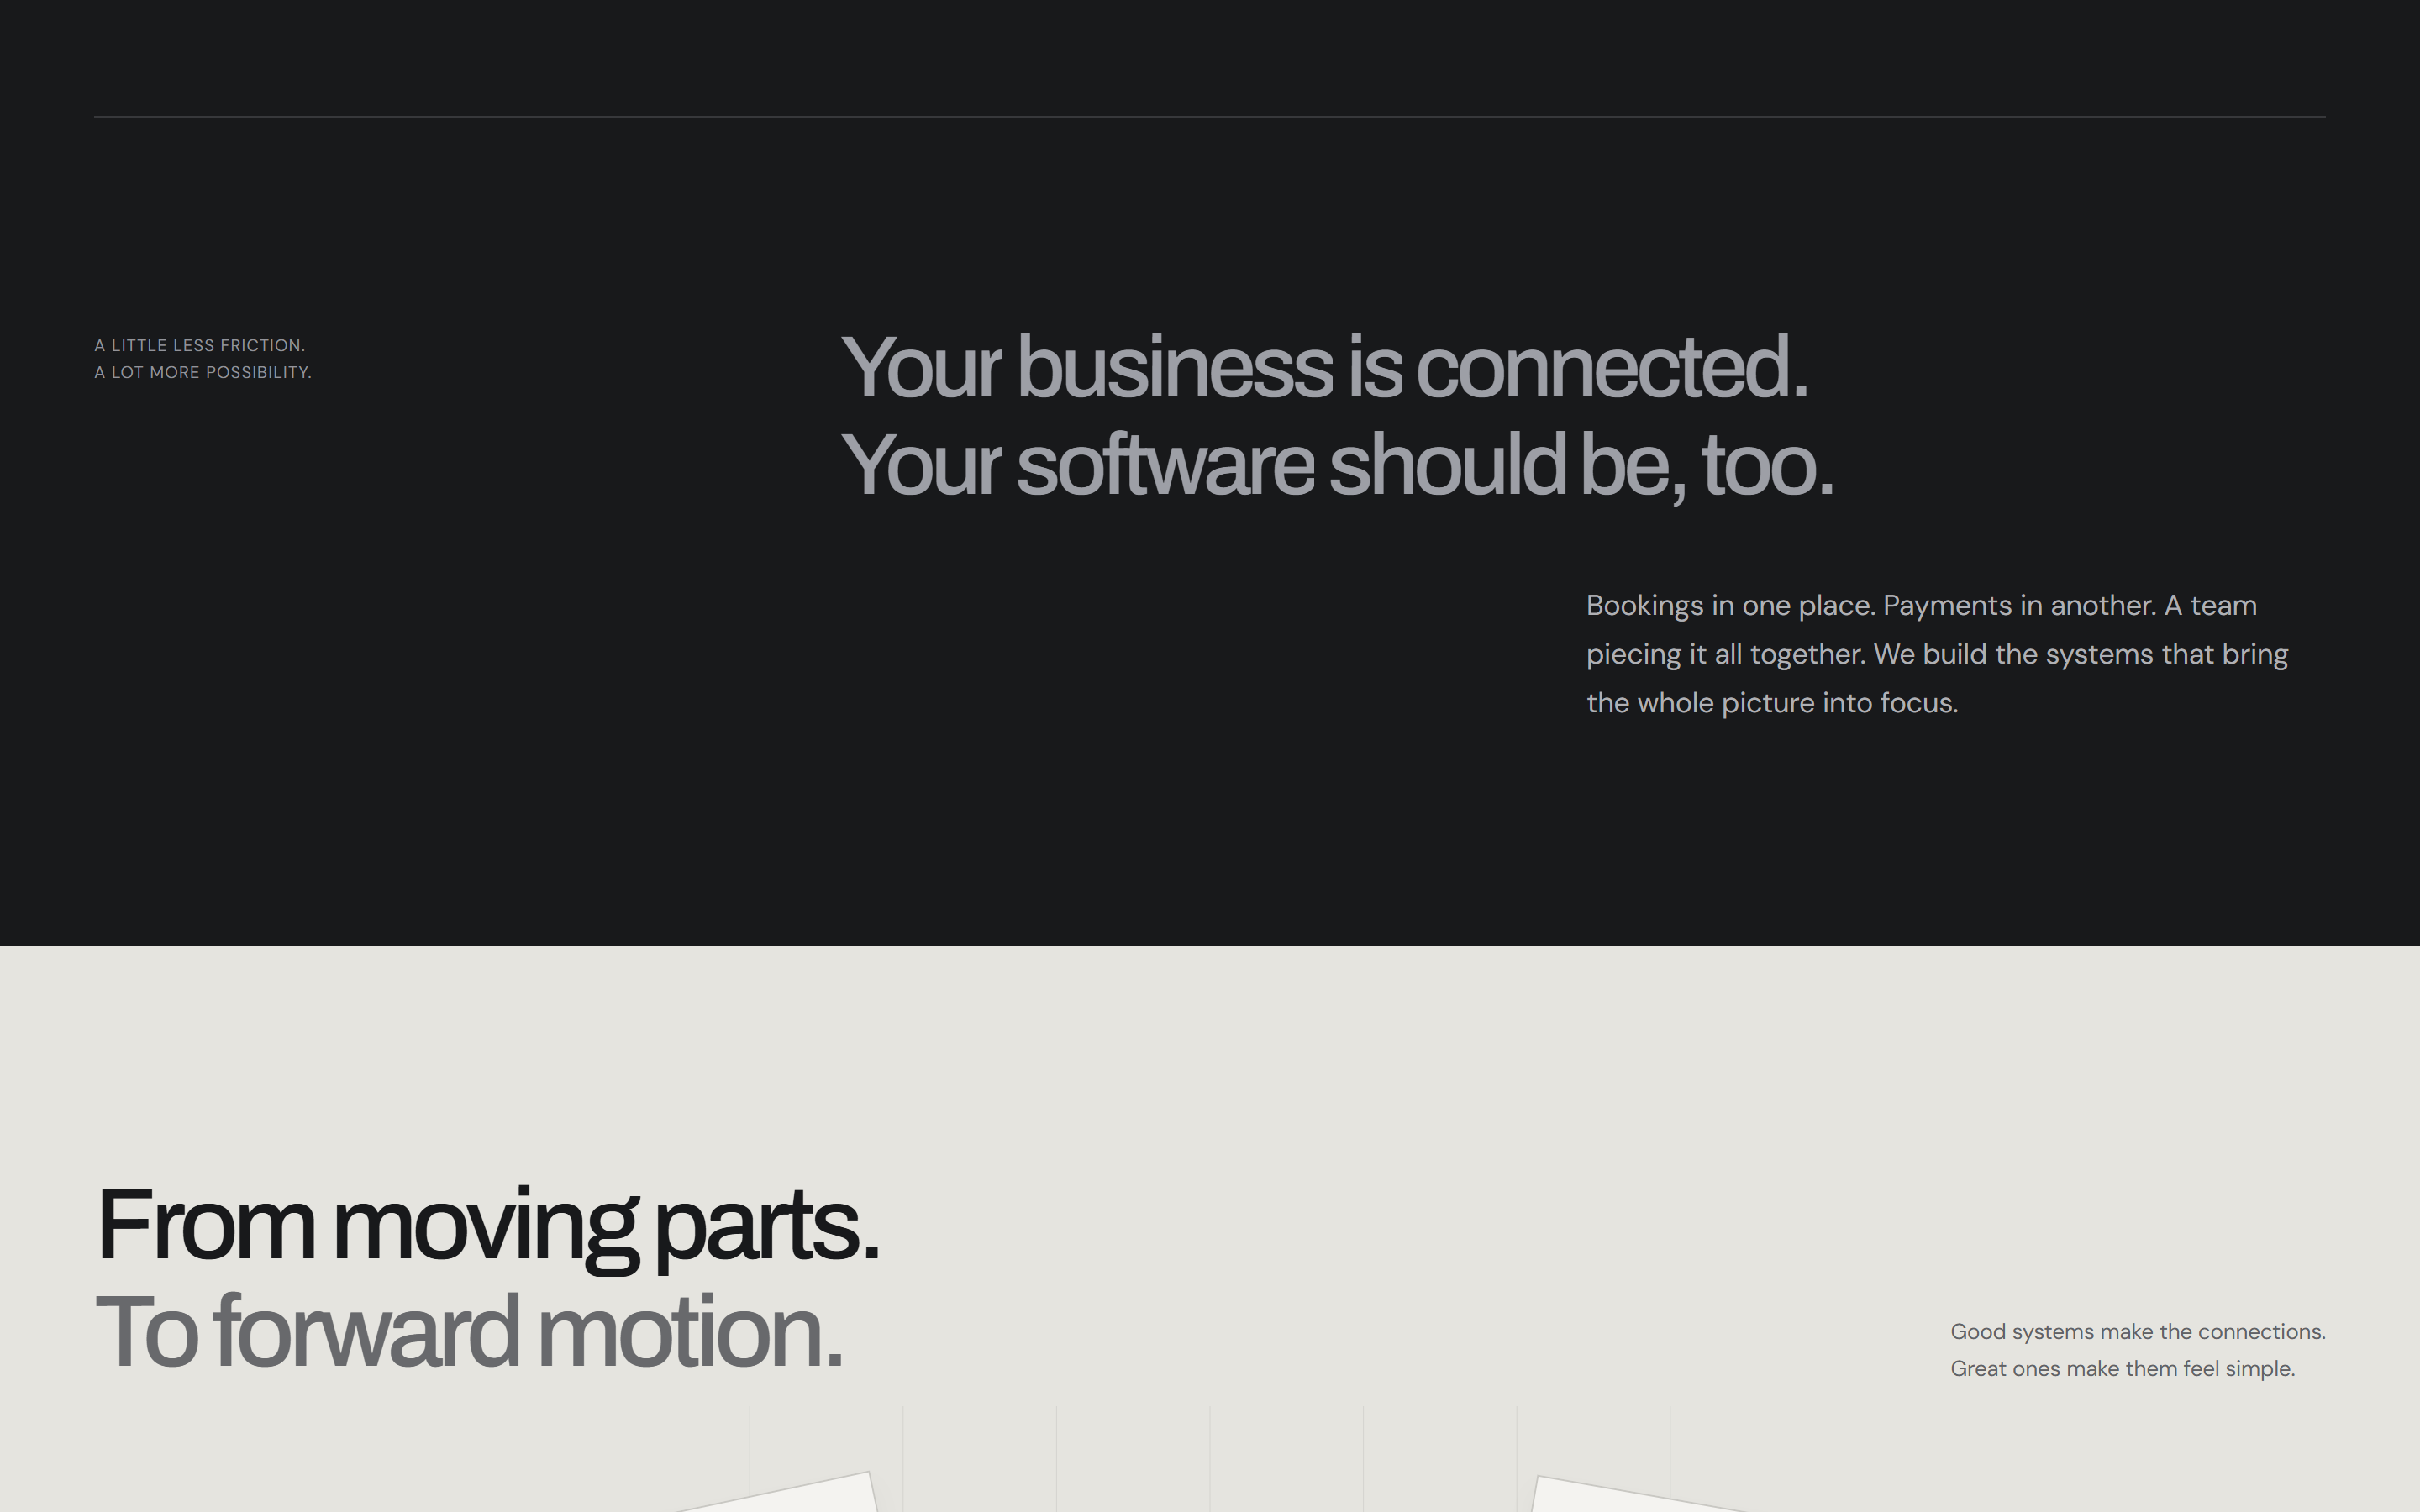 A LITTLE LESS FRICTION.
A LOT MORE POSSIBILITY.
Your business is connected.
Your software should be, too.
Bookings in one place. Payments in another. A team
piecing it all together. We build the systems that bring
the whole picture into focus.
From moving parts.
To forward motion.
Good systems make the connections.
Great ones make them feel simple.